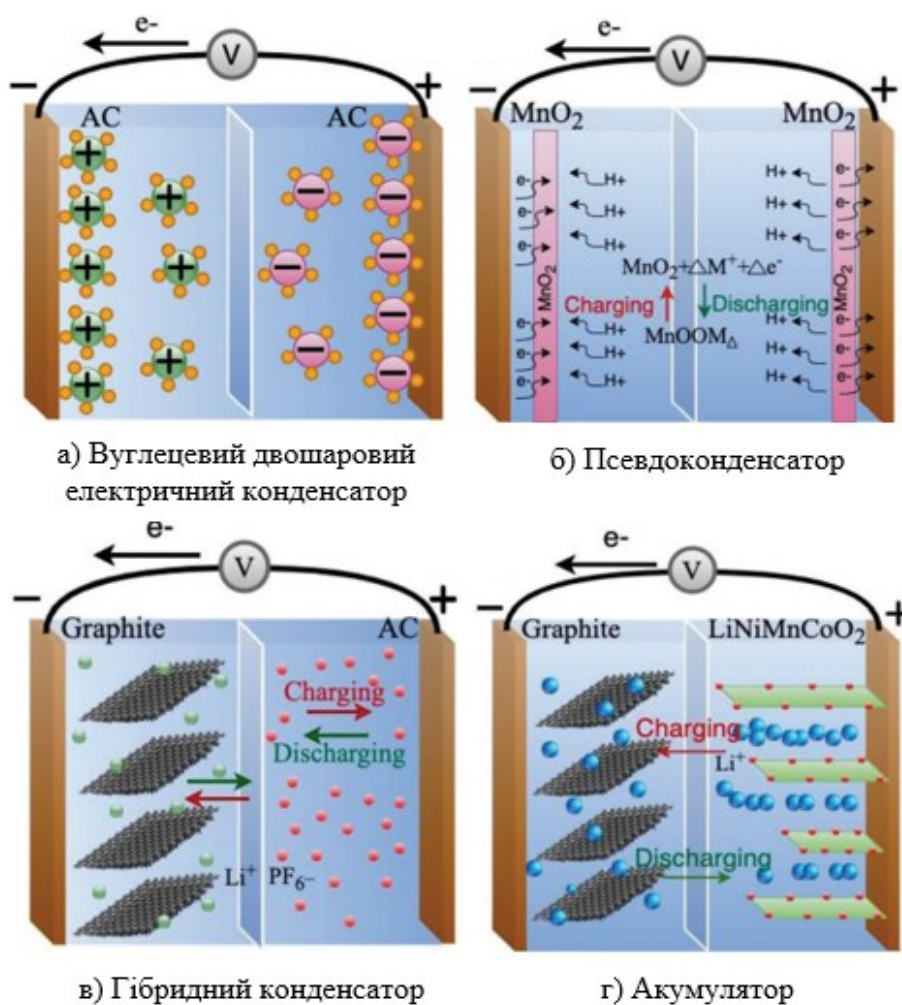 e-
V
− +
AC AC
а) Вуглецевий двошаровий
електричний конденсатор
e-
V
− +
MnO₂ MnO₂
e- H+ H+ e-
e- H+ H+ e-
e- H+ H+ e-
MnO₂ MnO₂
MnO₂+△M⁺+△e⁻
Charging Discharging
MnOOM△
e- H+ H+ e-
e- H+ H+ e-
e- H+ H+ e-
б) Псевдоконденсатор
e-
V
− +
Graphite AC
Charging
Discharging
Li⁺ PF₆₋
в) Гібридний конденсатор
e-
V
− +
Graphite LiNiMnCoO₂
Charging
Li⁺
Discharging
г) Акумулятор